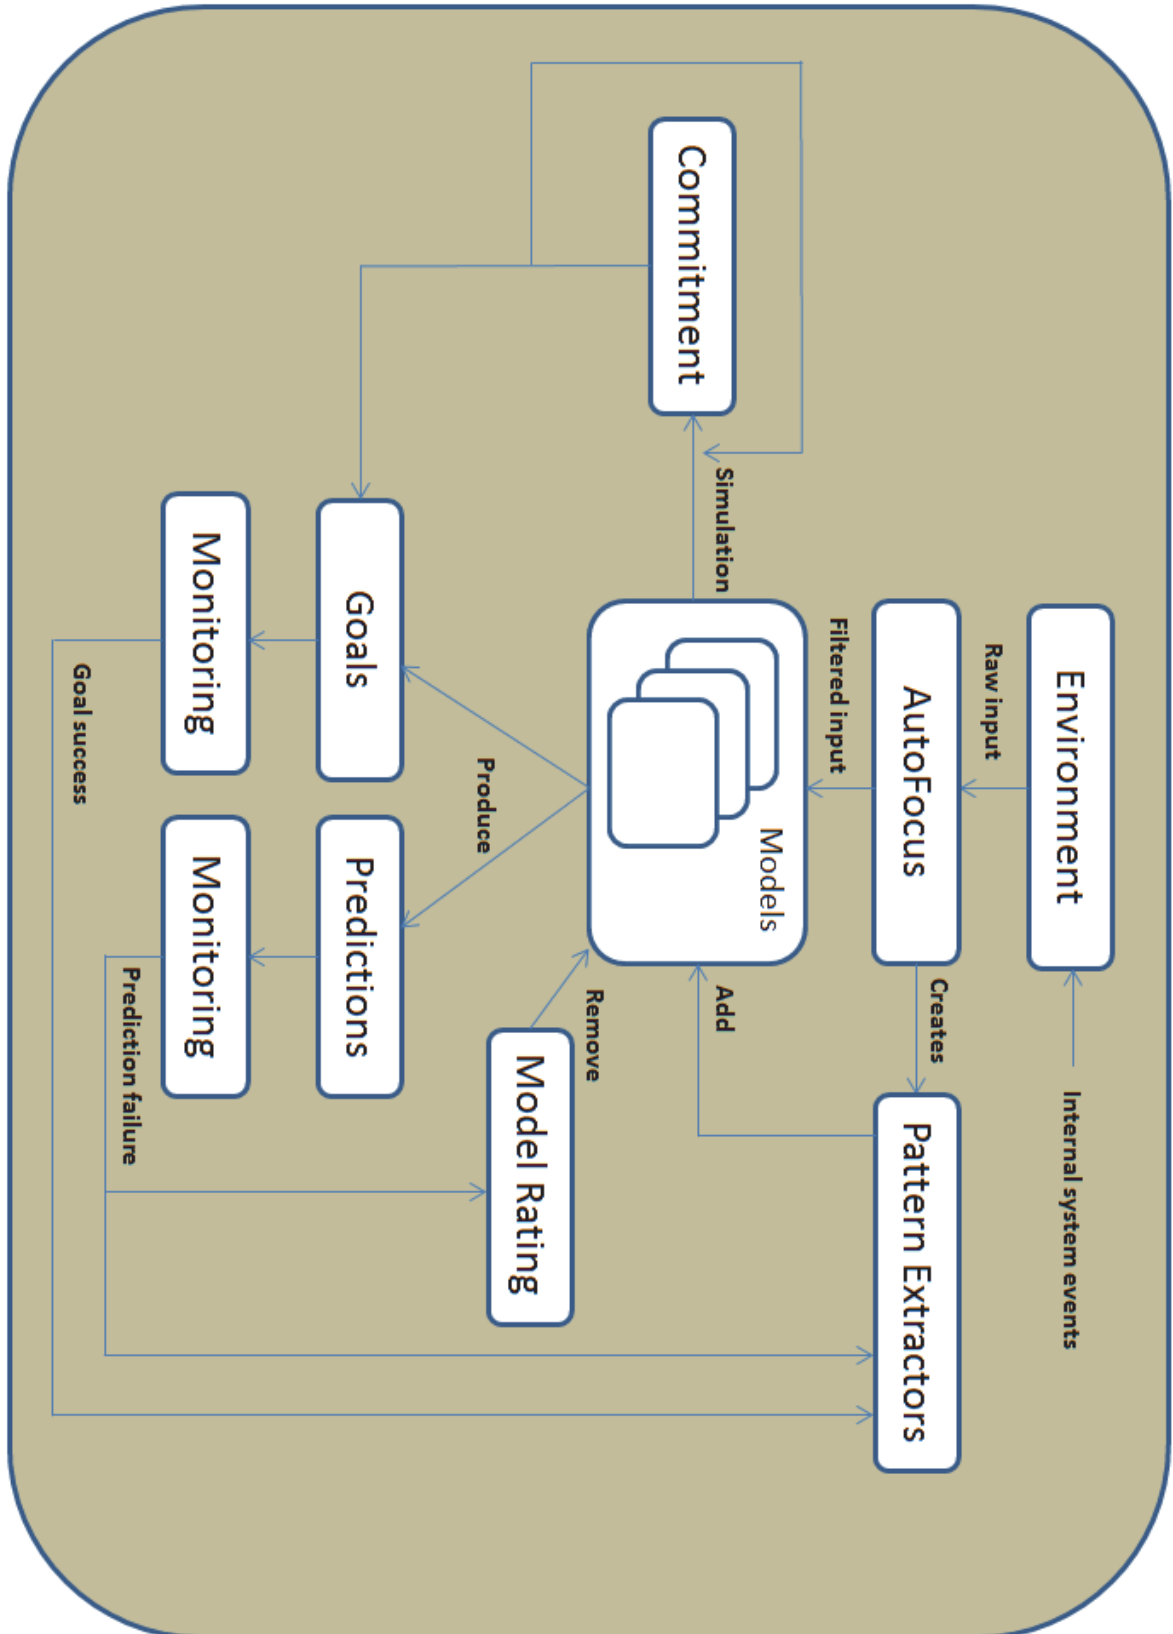 Environment
Internal system events
Raw input
AutoFocus
Creates
Pattern Extractors
Filtered input
Models
Add
Simulation
Commitment
Remove
Model Rating
Produce
Goals
Predictions
Monitoring
Monitoring
Prediction failure
Goal success